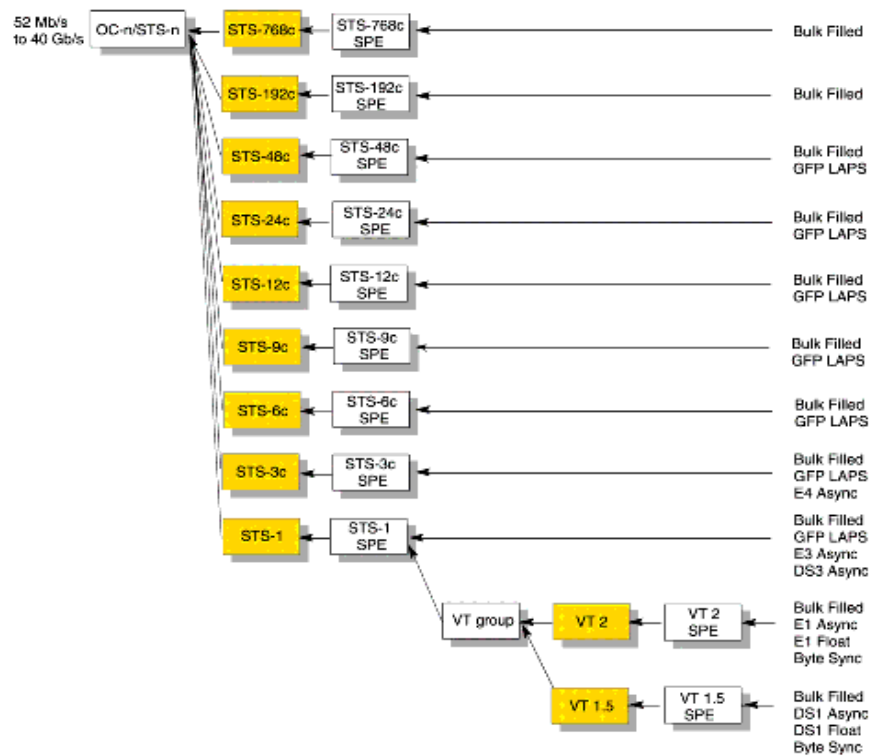 52 Mb/s
to 40 Gb/s
OC-n/STS-n
STS-768c
STS-768c
SPE
Bulk Filled
STS-192c
STS-192c
SPE
Bulk Filled
STS-48c
STS-48c
SPE
Bulk Filled
GFP LAPS
STS-24c
STS-24c
SPE
Bulk Filled
GFP LAPS
STS-12c
STS-12c
SPE
Bulk Filled
GFP LAPS
STS-9c
STS-9c
SPE
Bulk Filled
GFP LAPS
STS-6c
STS-6c
SPE
Bulk Filled
GFP LAPS
STS-3c
STS-3c
SPE
Bulk Filled
GFP LAPS
E4 Async
STS-1
STS-1
SPE
Bulk Filled
GFP LAPS
E3 Async
DS3 Async
VT group
VT 2
VT 2
SPE
Bulk Filled
E1 Async
E1 Float
Byte Sync
VT 1.5
VT 1.5
SPE
Bulk Filled
DS1 Async
DS1 Float
Byte Sync